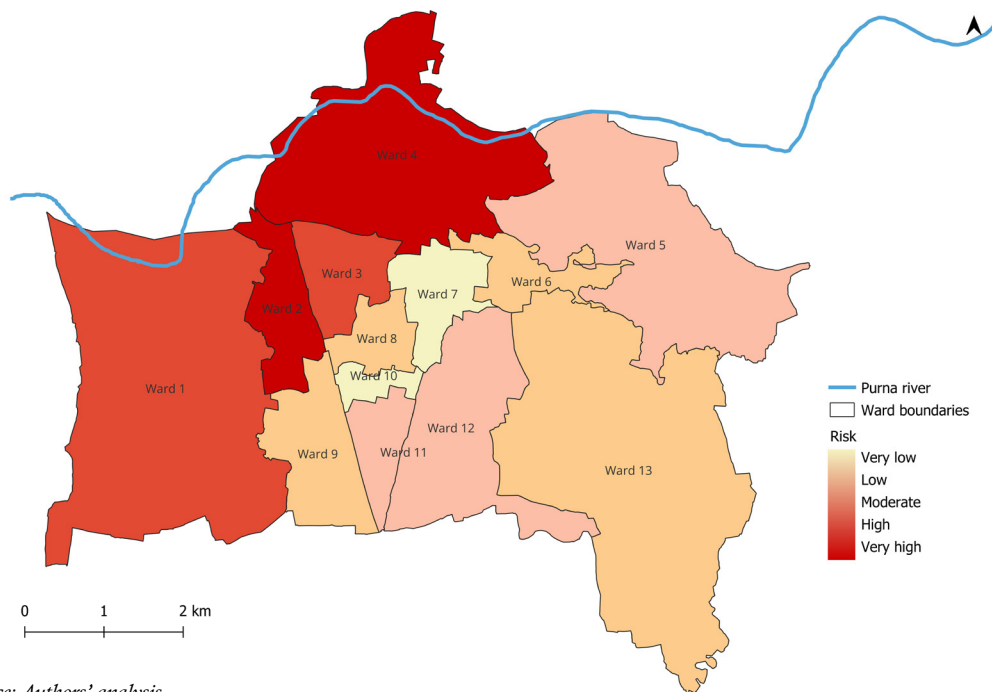 Ward 4
Ward 5
Ward 3
Ward 6
Ward 7
Ward 2
Ward 8
Ward 10
Ward 1
Ward 12
Ward 9
Ward 11
Ward 13
Purna river
Ward boundaries
Risk
Very low
Low
Moderate
High
Very high
0 1 2 km
Authors' analysis